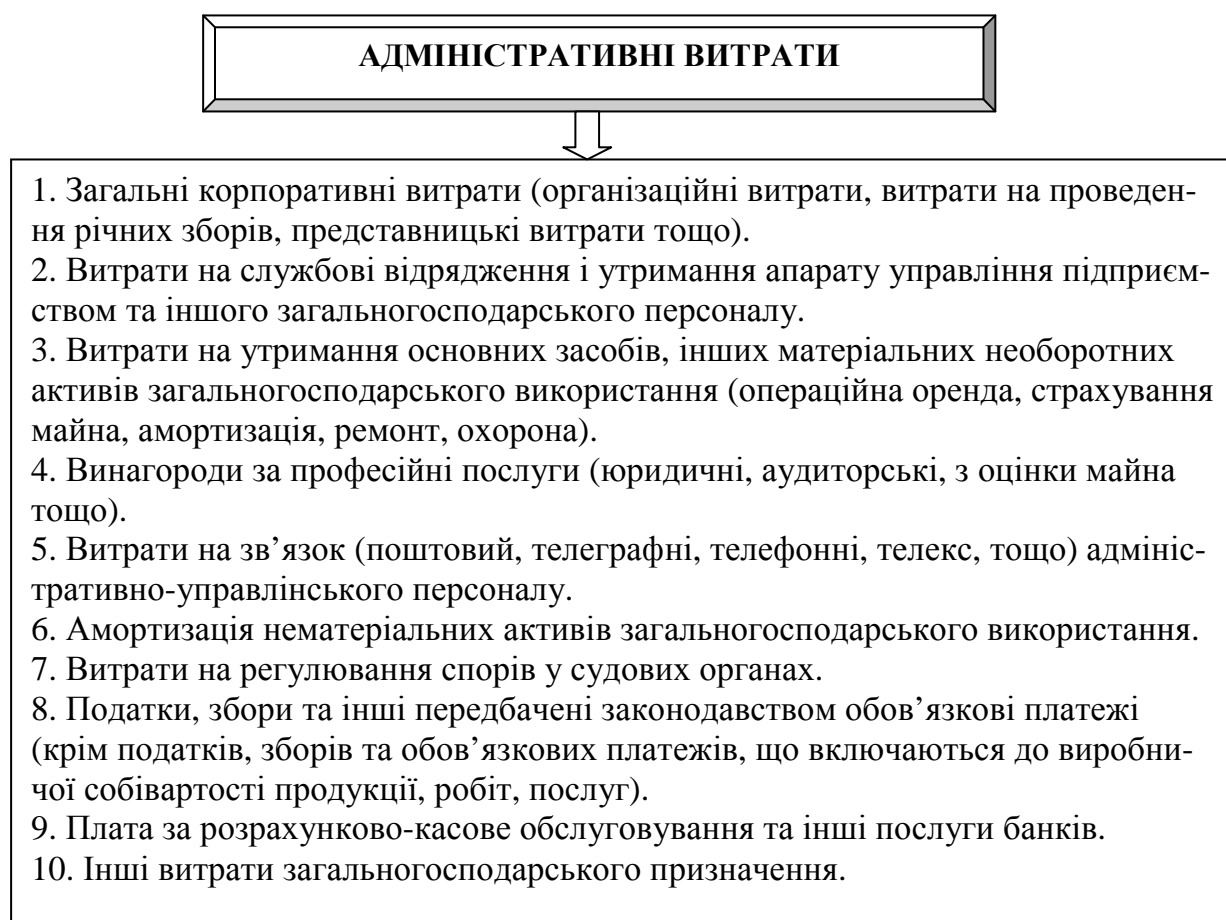 АДМІНІСТРАТИВНІ ВИТРАТИ
1. Загальні корпоративні витрати (організаційні витрати, витрати на проведен-
ня річних зборів, представницькі витрати тощо).
2. Витрати на службові відрядження і утримання апарату управління підприєм-
ством та іншого загальногосподарського персоналу.
3. Витрати на утримання основних засобів, інших матеріальних необоротних
активів загальногосподарського використання (операційна оренда, страхування
майна, амортизація, ремонт, охорона).
4. Винагороди за професійні послуги (юридичні, аудиторські, з оцінки майна
тощо).
5. Витрати на зв’язок (поштовий, телеграфні, телефонні, телекс, тощо) адмініс-
тративно-управлінського персоналу.
6. Амортизація нематеріальних активів загальногосподарського використання.
7. Витрати на регулювання спорів у судових органах.
8. Податки, збори та інші передбачені законодавством обов’язкові платежі
(крім податків, зборів та обов’язкових платежів, що включаються до виробни-
чої собівартості продукції, робіт, послуг).
9. Плата за розрахунково-касове обслуговування та інші послуги банків.
10. Інші витрати загальногосподарського призначення.